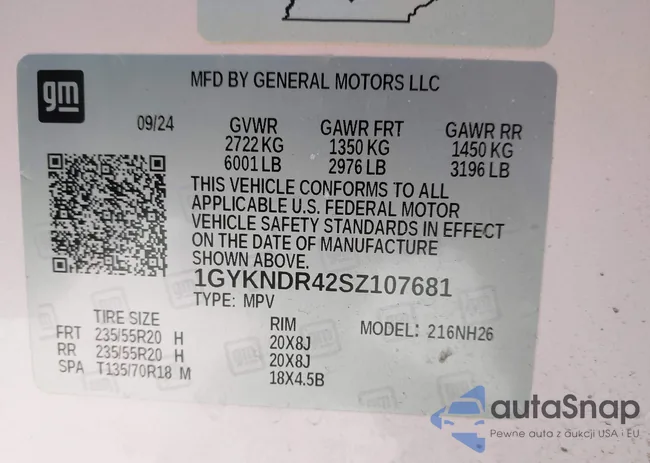 gm
MFD BY GENERAL MOTORS LLC
09/24 GVWR GAWR FRT GAWR RR
2722 KG 1350 KG 1450 KG
6001 LB 2976 LB 3196 LB
THIS VEHICLE CONFORMS TO ALL
APPLICABLE U.S. FEDERAL MOTOR
VEHICLE SAFETY STANDARDS IN EFFECT
ON THE DATE OF MANUFACTURE
SHOWN ABOVE.
1GYKNDR42SZ107681
TYPE: MPV
TIRE SIZE RIM MODEL: 216NH26
FRT 235/55R20 H 20X8J
RR 235/55R20 H 20X8J
SPA T135/70R18 M 18X4.5B
autaSnap
Pewne auta z aukcji USA i EU